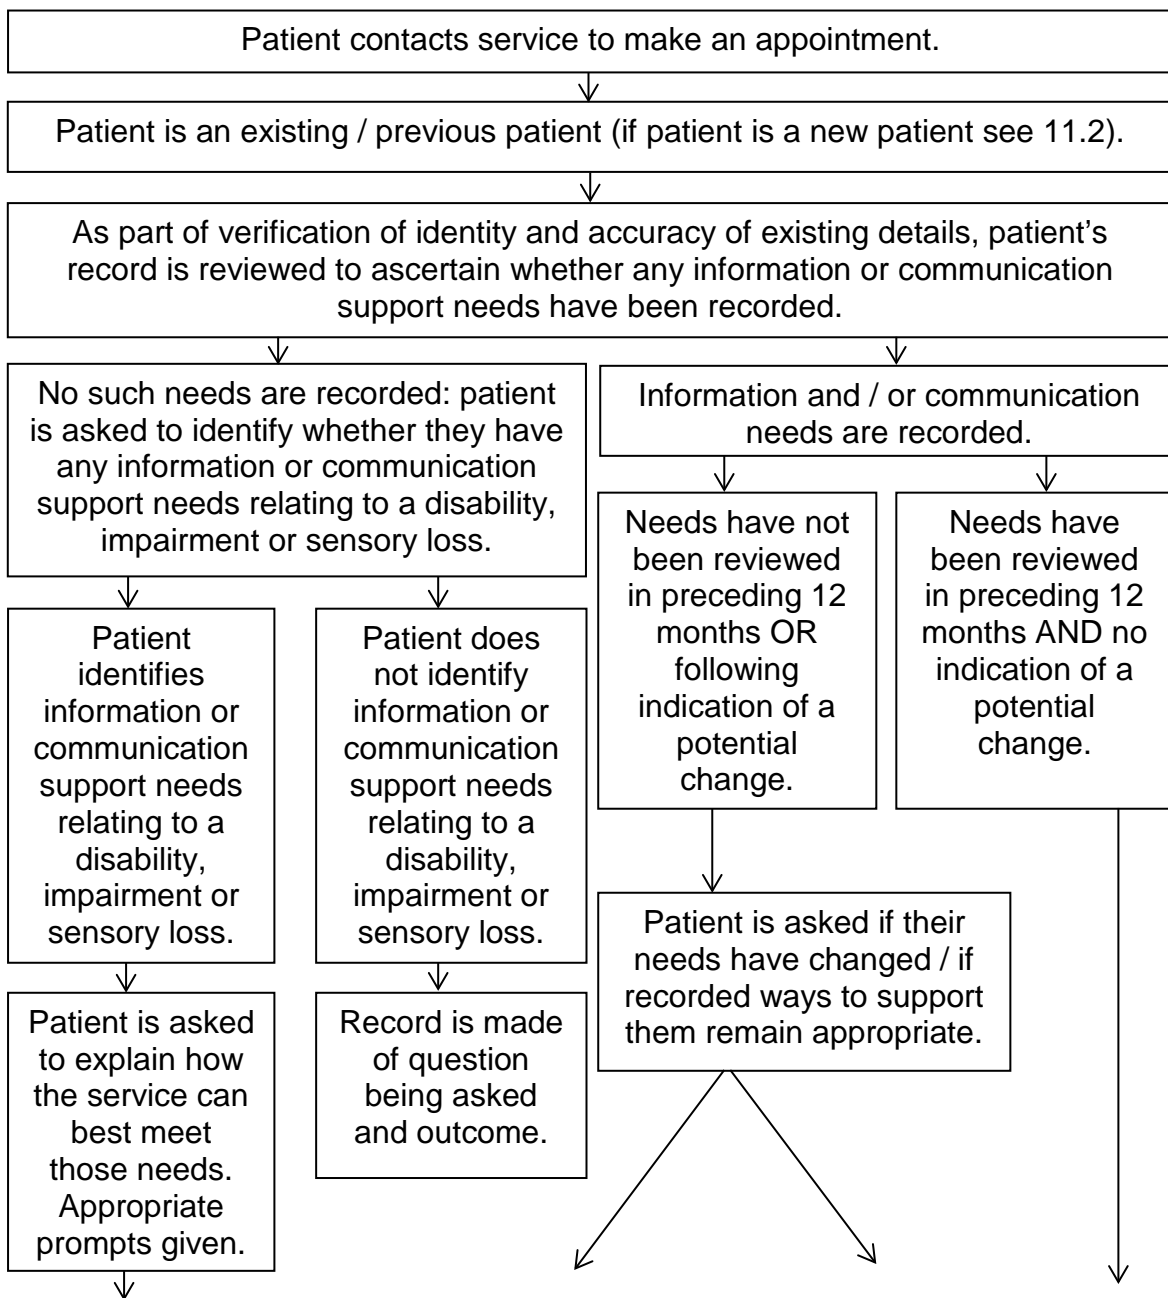 Patient contacts service to make an appointment.
Patient is an existing / previous patient (if patient is a new patient see 11.2).
As part of verification of identity and accuracy of existing details, patient’s
record is reviewed to ascertain whether any information or communication
support needs have been recorded.
No such needs are recorded: patient
is asked to identify whether they have
any information or communication
support needs relating to a disability,
impairment or sensory loss.
Information and / or communication
needs are recorded.
Patient
identifies
information or
communication
support needs
relating to a
disability,
impairment or
sensory loss.
Patient does
not identify
information or
communication
support needs
relating to a
disability,
impairment or
sensory loss.
Needs have not
been reviewed
in preceding 12
months OR
following
indication of a
potential
change.
Needs have
been reviewed
in preceding 12
months AND no
indication of a
potential
change.
Patient is asked
to explain how
the service can
best meet
those needs.
Appropriate
prompts given.
Record is made
of question
being asked
and outcome.
Patient is asked if their
needs have changed / if
recorded ways to support
them remain appropriate.